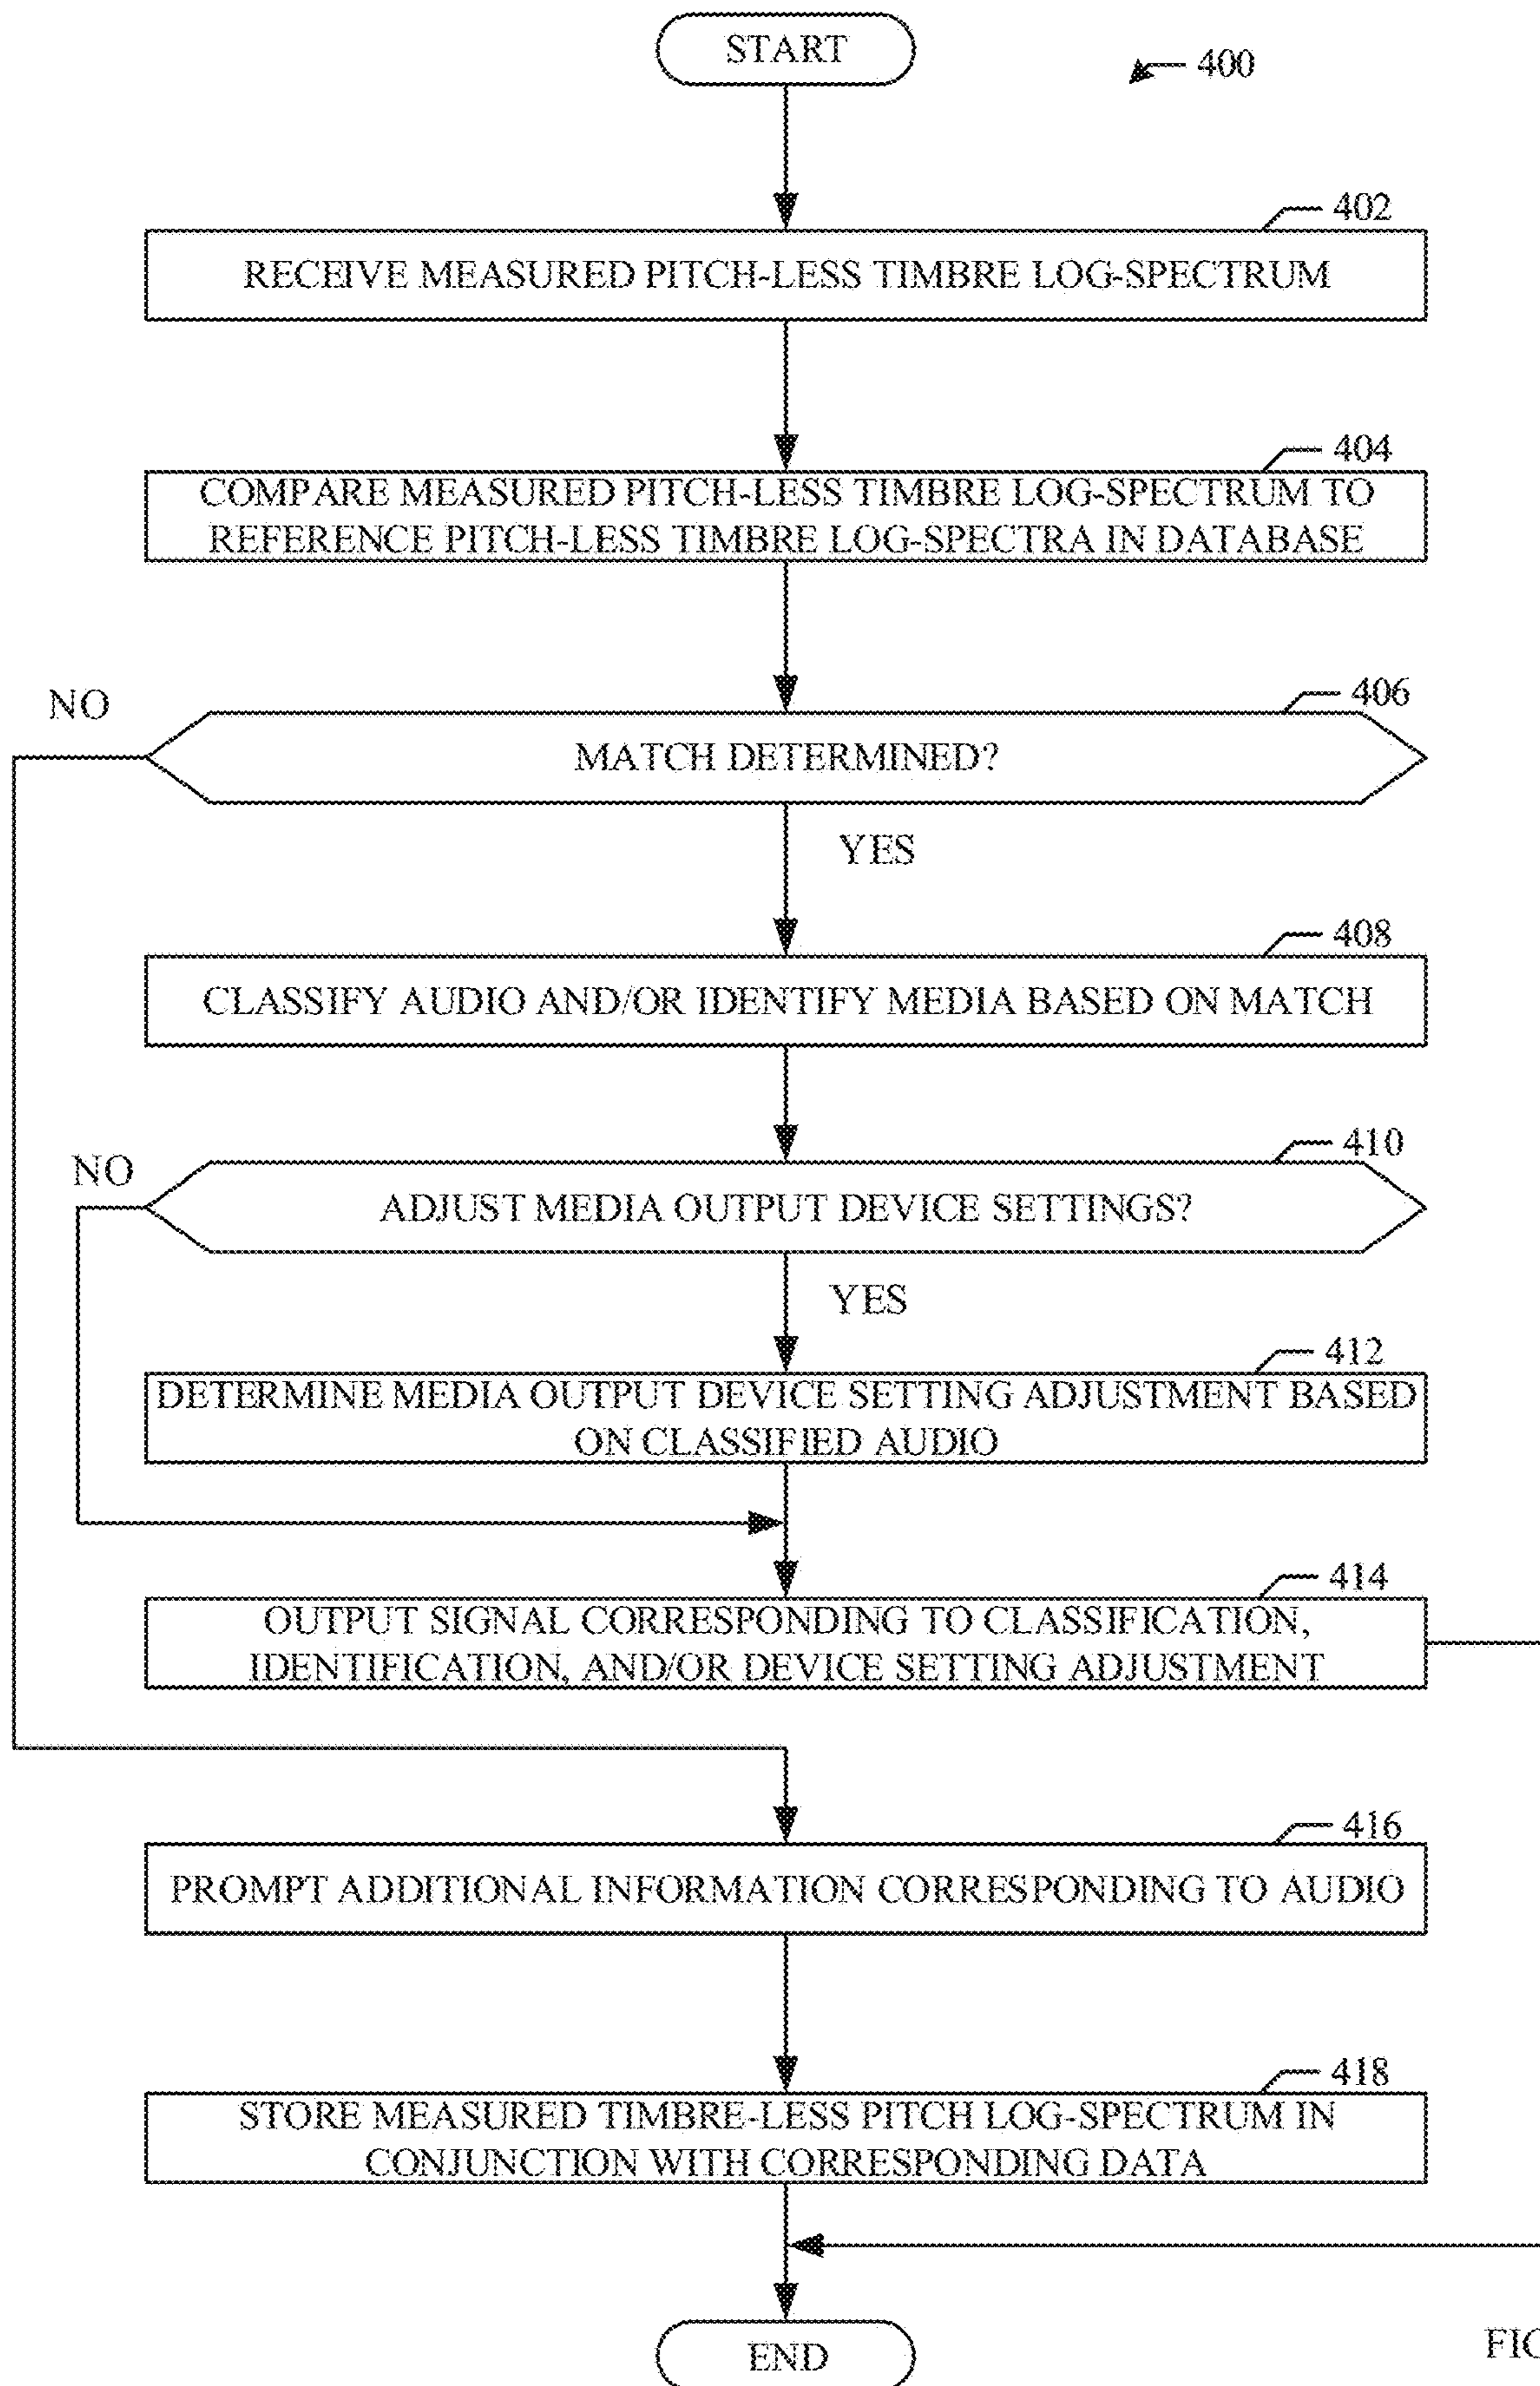 START
400
402
RECEIVE MEASURED PITCH-LESS TIMBRE LOG-SPECTRUM
404
COMPARE MEASURED PITCH-LESS TIMBRE LOG-SPECTRUM TO
REFERENCE PITCH-LESS TIMBRE LOG-SPECTRA IN DATABASE
NO
406
MATCH DETERMINED?
YES
408
CLASSIFY AUDIO AND/OR IDENTIFY MEDIA BASED ON MATCH
NO
410
ADJUST MEDIA OUTPUT DEVICE SETTINGS?
YES
412
DETERMINE MEDIA OUTPUT DEVICE SETTING ADJUSTMENT BASED
ON CLASSIFIED AUDIO
414
OUTPUT SIGNAL CORRESPONDING TO CLASSIFICATION,
IDENTIFICATION, AND/OR DEVICE SETTING ADJUSTMENT
416
PROMPT ADDITIONAL INFORMATION CORRESPONDING TO AUDIO
418
STORE MEASURED TIMBRE-LESS PITCH LOG-SPECTRUM IN
CONJUNCTION WITH CORRESPONDING DATA
END